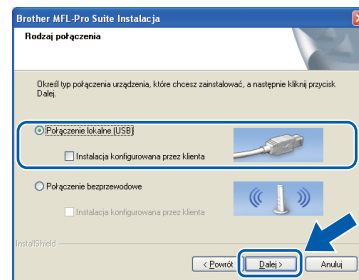 Brother MFL-Pro Suite Instalacja
Rodzaj połączenia
Określ typ połączenia urządzenia, które chcesz zainstalować, a następnie kliknij przycisk
Dalej.
Połączenie lokalne (USB)
Instalacja konfigurowana przez klienta
Połączenie bezprzewodowe
Instalacja konfigurowana przez klienta
InstallShield
< Powrót
Dalej >
Anuluj